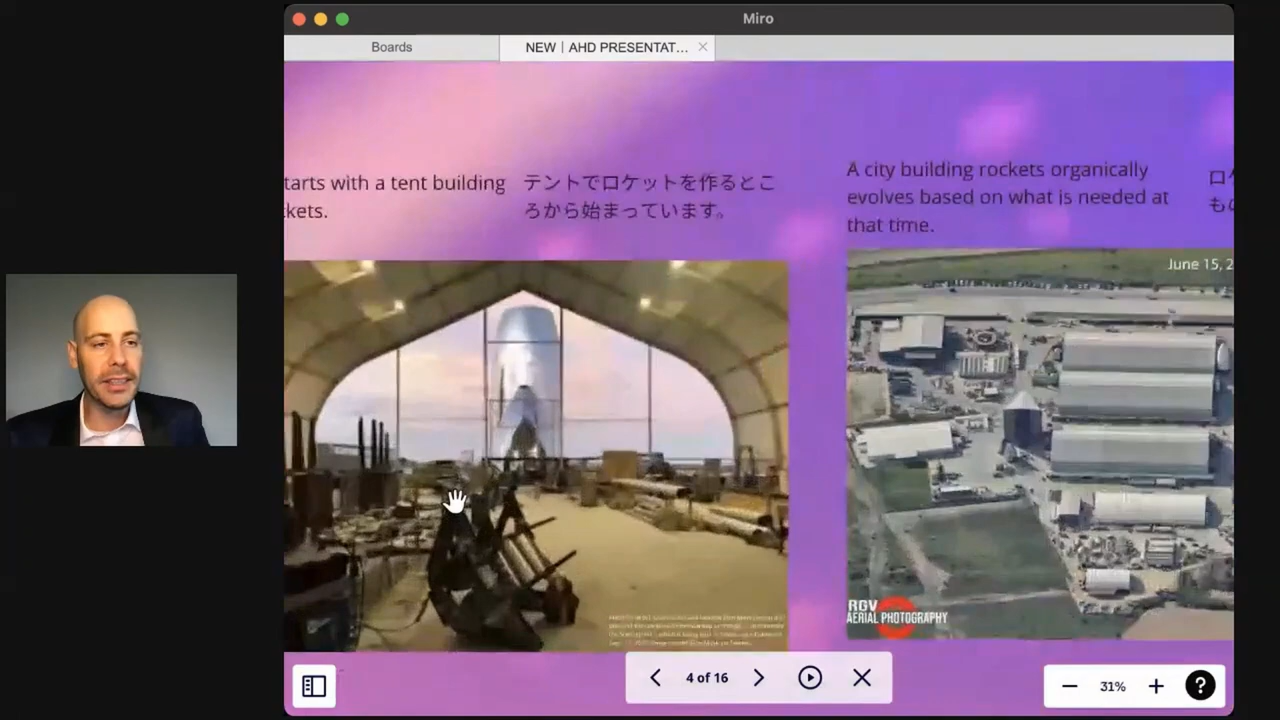 Miro
Boards
NEW | AHD PRESENTAT...
tarts with a tent building
kets.
テントでロケットを作るとこ
ろから始まっています。
A city building rockets organically
evolves based on what is needed at
that time.
ロ
も
June 15, 2
RGV
AERIAL PHOTOGRAPHY
4 of 16
31%
?